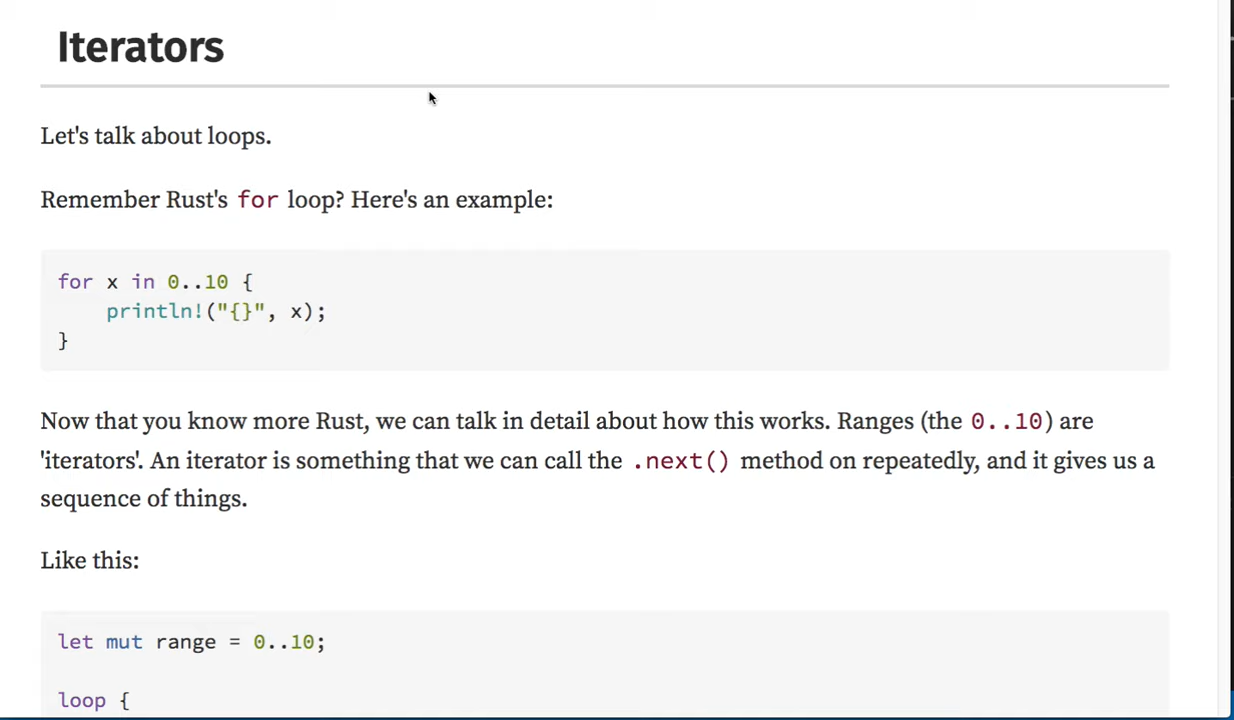 Iterators
Let's talk about loops.
Remember Rust's for loop? Here's an example:
for x in 0..10 {
    println!("{}", x);
}
Now that you know more Rust, we can talk in detail about how this works. Ranges (the 0..10) are
'iterators'. An iterator is something that we can call the .next() method on repeatedly, and it gives us a
sequence of things.
Like this:
let mut range = 0..10;
loop {